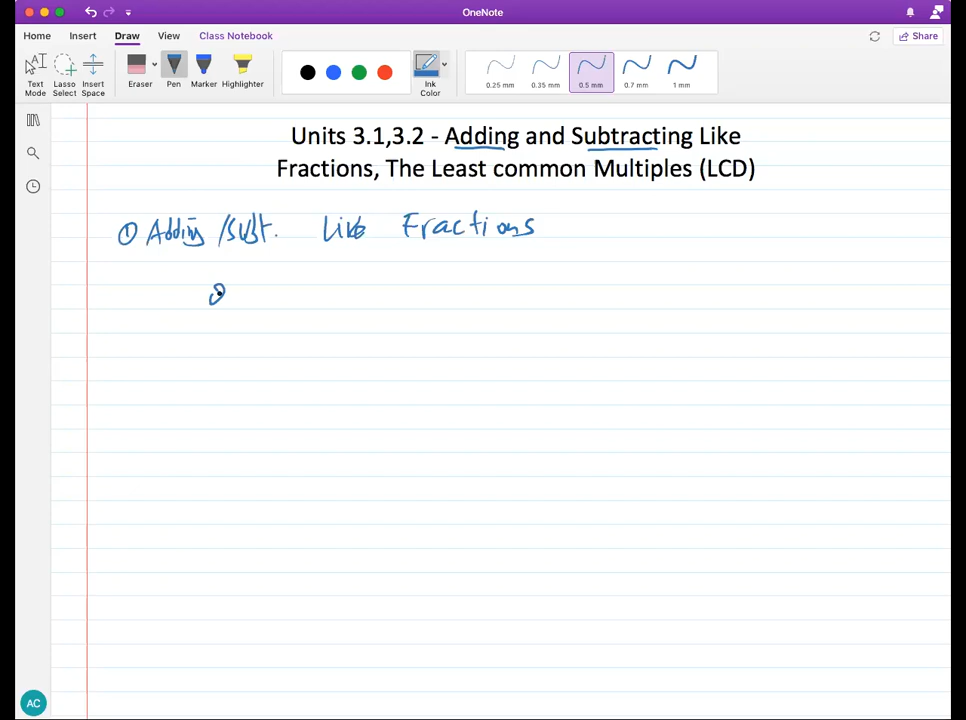 OneNote
Home Insert Draw View Class Notebook Share
Text Mode Lasso Select Insert Space Eraser Pen Marker Highlighter Ink Color 0.25 mm 0.35 mm 0.5 mm 0.7 mm 1 mm
Units 3.1,3.2 - Adding and Subtracting Like
Fractions, The Least common Multiples (LCD)
① Adding /Subt. Like Fractions
AC